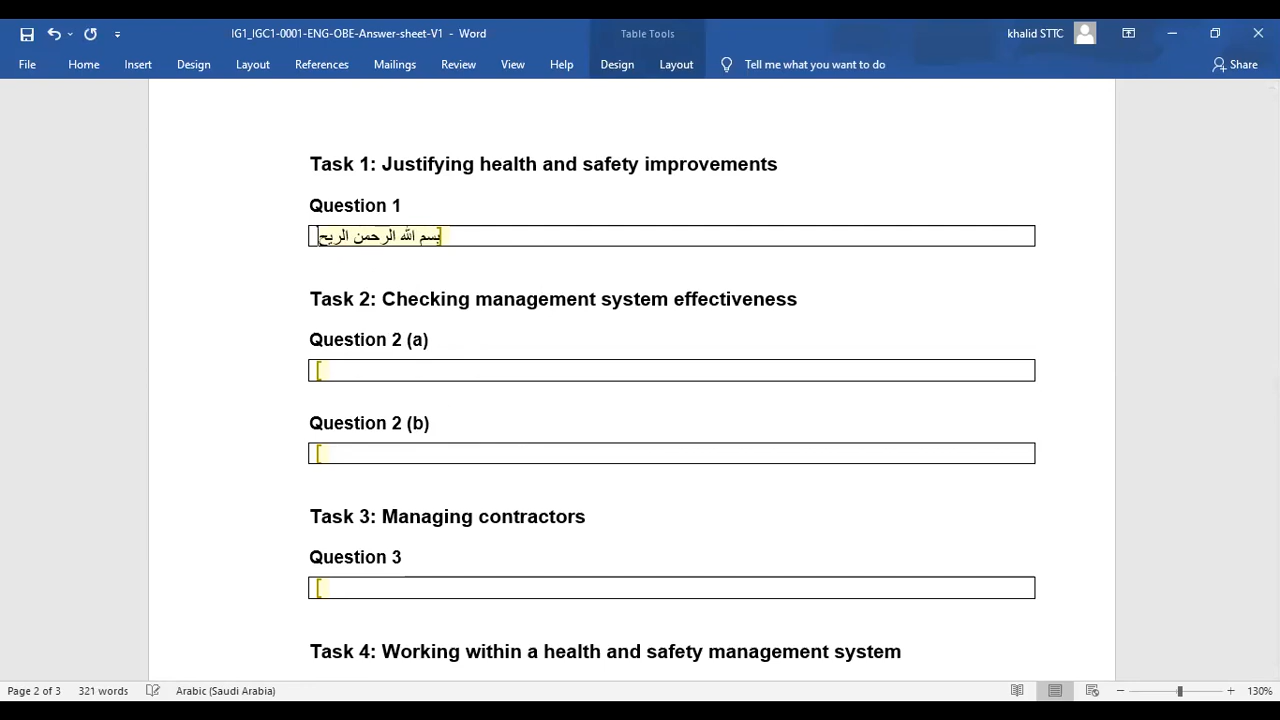 IG1_IGC1-0001-ENG-OBE-Answer-sheet-V1 - Word
Table Tools
khalid STTC
File Home Insert Design Layout References Mailings Review View Help Design Layout Tell me what you want to do Share
Task 1: Justifying health and safety improvements
Question 1
بسم الله الرحمن الريح
Task 2: Checking management system effectiveness
Question 2 (a)
Question 2 (b)
Task 3: Managing contractors
Question 3
Task 4: Working within a health and safety management system
Page 2 of 3 321 words Arabic (Saudi Arabia) 130%